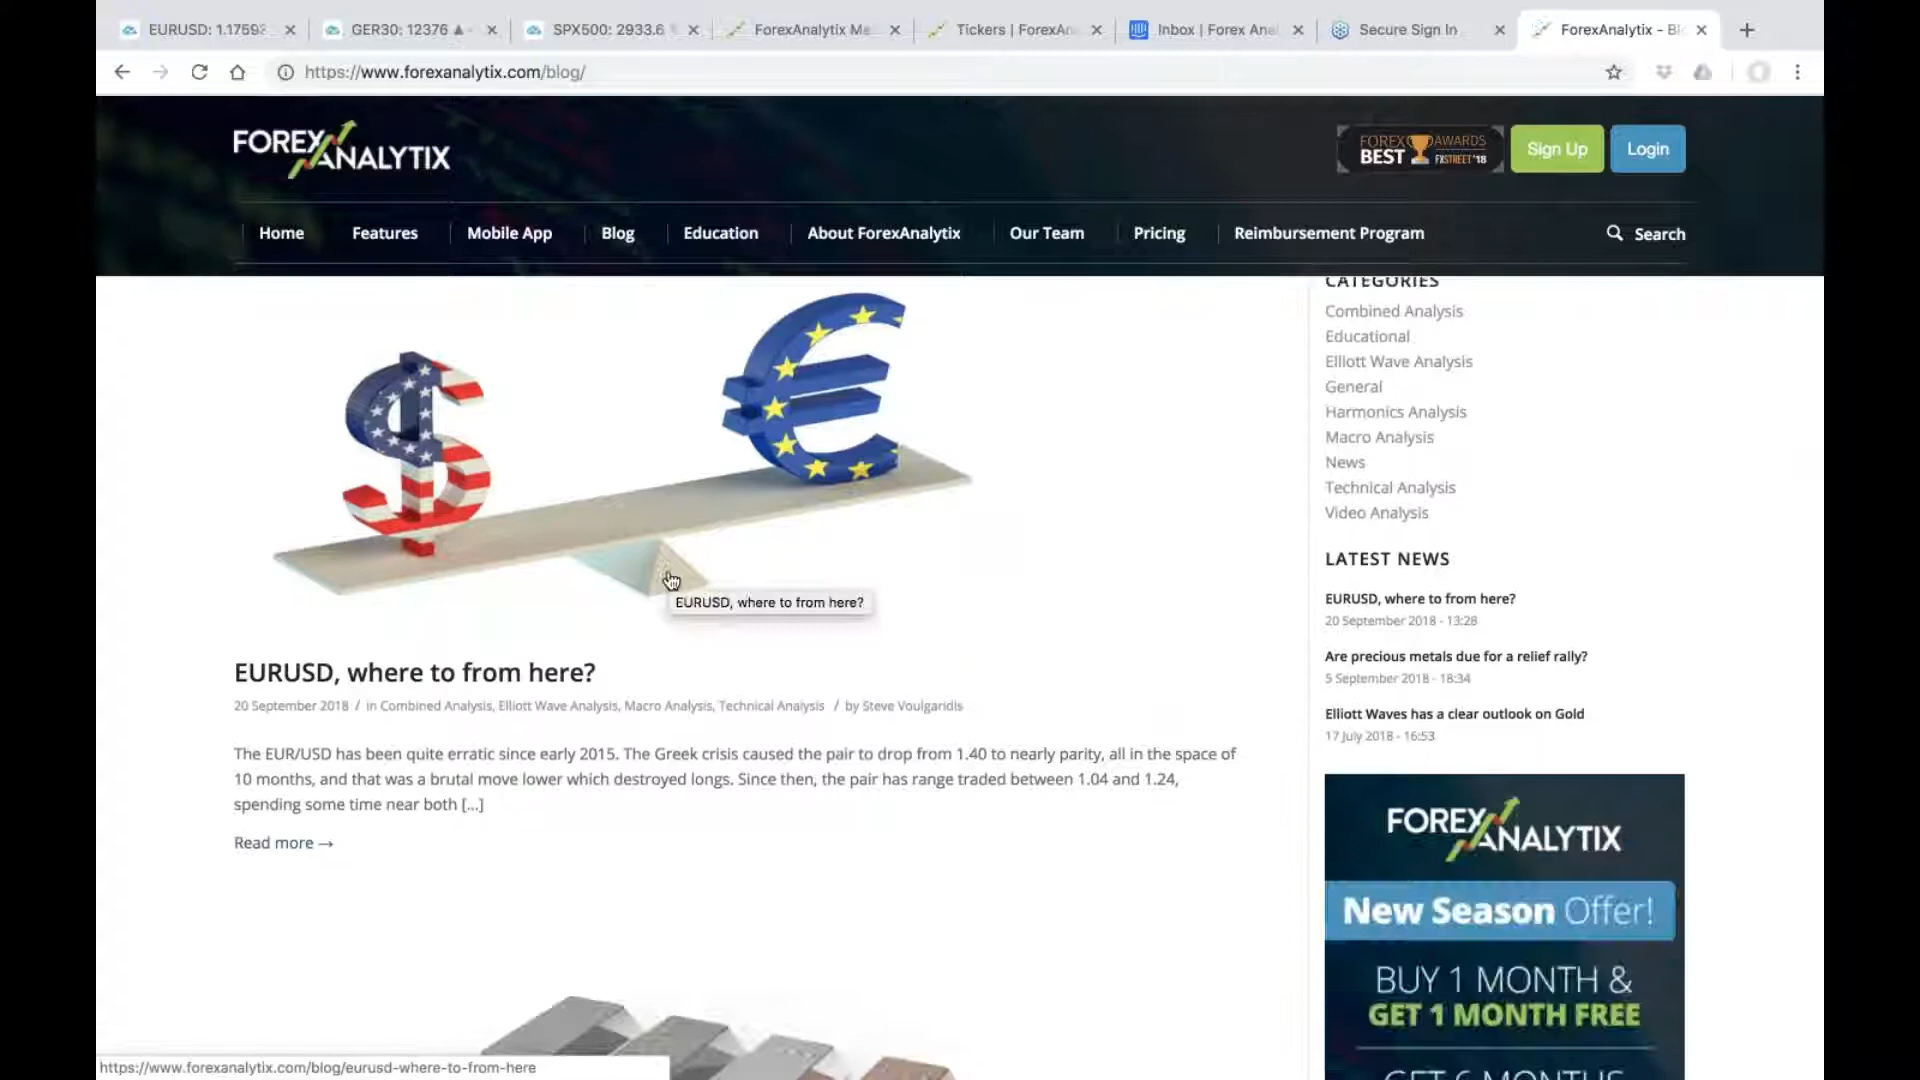 EURUSD: 1.17593
GER30: 12376 ▲
SPX500: 2933.6
ForexAnalytix Me
Tickers | ForexAn
Inbox | Forex Anal
Secure Sign In
ForexAnalytix - Bl
https://www.forexanalytix.com/blog/
FOREX ANALYTIX
FOREX AWARDS
BEST FXSTREET'18
Sign Up
Login
Home
Features
Mobile App
Blog
Education
About ForexAnalytix
Our Team
Pricing
Reimbursement Program
Search
EURUSD, where to from here?
EURUSD, where to from here?
20 September 2018 / in Combined Analysis, Elliott Wave Analysis, Macro Analysis, Technical Analysis / by Steve Voulgaridis
The EUR/USD has been quite erratic since early 2015. The Greek crisis caused the pair to drop from 1.40 to nearly parity, all in the space of
10 months, and that was a brutal move lower which destroyed longs. Since then, the pair has range traded between 1.04 and 1.24,
spending some time near both [...]
Read more →
CATEGORIES
Combined Analysis
Educational
Elliott Wave Analysis
General
Harmonics Analysis
Macro Analysis
News
Technical Analysis
Video Analysis
LATEST NEWS
EURUSD, where to from here?
20 September 2018 - 13:28
Are precious metals due for a relief rally?
5 September 2018 - 18:34
Elliott Waves has a clear outlook on Gold
17 July 2018 - 16:53
FOREX ANALYTIX
New Season Offer!
BUY 1 MONTH &
GET 1 MONTH FREE
GET 6 MONTHS
https://www.forexanalytix.com/blog/eurusd-where-to-from-here